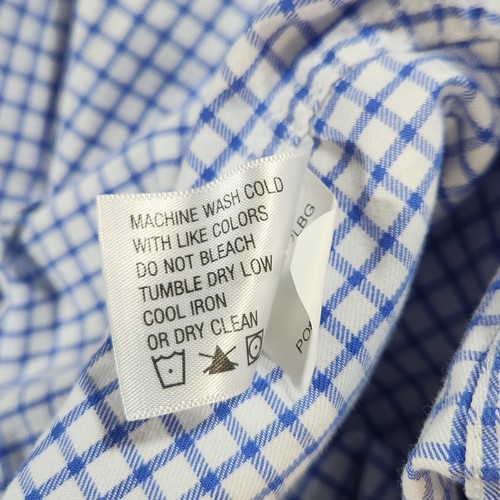 MACHINE WASH COLD
WITH LIKE COLORS
DO NOT BLEACH
TUMBLE DRY LOW
COOL IRON
OR DRY CLEAN